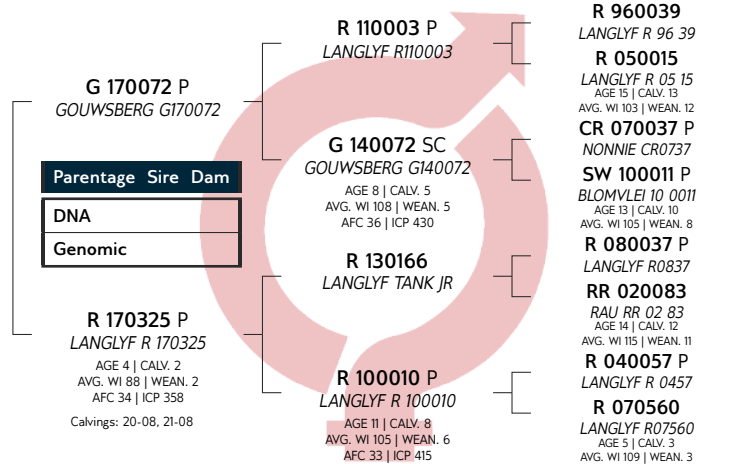 G 170072 P
GOUWSBERG G170072
Parentage Sire Dam
DNA
Genomic
R 170325 P
LANGLYF R 170325
AGE 4 | CALV. 2
AVG. WI 88 | WEAN. 2
AFC 34 | ICP 358
Calvings: 20-08, 21-08
R 110003 P
LANGLYF R110003
G 140072 SC
GOUWSBERG G140072
AGE 8 | CALV. 5
AVG. WI 108 | WEAN. 5
AFC 36 | ICP 430
R 130166
LANGLYF TANK JR
R 100010 P
LANGLYF R 100010
AGE 11 | CALV. 8
AVG. WI 105 | WEAN. 6
AFC 33 | ICP 415
R 960039
LANGLYF R 96 39
R 050015
LANGLYF R 05 15
AGE 15 | CALV. 13
AVG. WI 103 | WEAN. 12
CR 070037 P
NONNIE CR0737
SW 100011 P
BLOMVLEI 10 0011
AGE 13 | CALV. 10
AVG. WI 105 | WEAN. 8
R 080037 P
LANGLYF R0837
RR 020083
RAU RR 02 83
AGE 14 | CALV. 12
AVG. WI 115 | WEAN. 11
R 040057 P
LANGLYF R 0457
R 070560
LANGLYF R07560
AGE 5 | CALV. 3
AVG. WI 109 | WEAN. 3